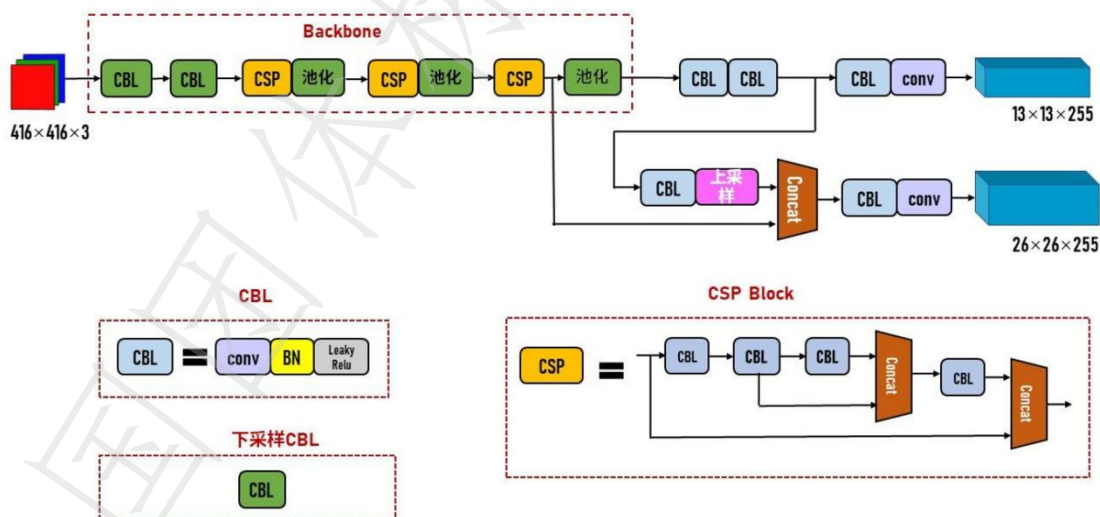 Backbone
CBL CBL CSP 池化 CSP 池化 CSP 池化 CBL CBL CBL conv
416×416×3
13×13×255
CBL 上采样 Concat CBL conv
26×26×255
CBL
CBL = conv BN Leaky Relu
CSP Block
CSP = CBL CBL CBL Concat CBL Concat
下采样CBL
CBL